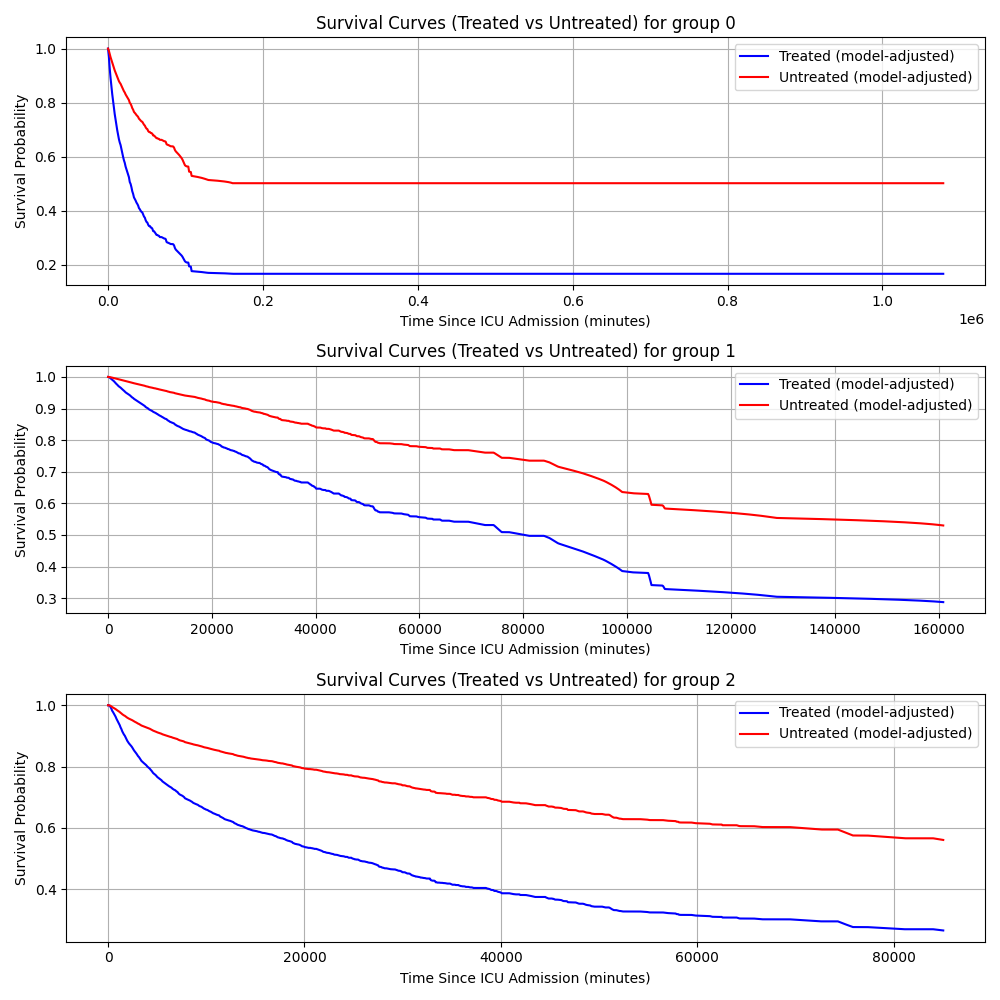 Survival Curves (Treated vs Untreated) for group 0
Survival Probability
1.0
0.8
0.6
0.4
0.2
Treated (model-adjusted)
Untreated (model-adjusted)
0.0 0.2 0.4 0.6 0.8 1.0
1e6
Time Since ICU Admission (minutes)
Survival Curves (Treated vs Untreated) for group 1
Survival Probability
1.0
0.9
0.8
0.7
0.6
0.5
0.4
0.3
Treated (model-adjusted)
Untreated (model-adjusted)
0 20000 40000 60000 80000 100000 120000 140000 160000
Time Since ICU Admission (minutes)
Survival Curves (Treated vs Untreated) for group 2
Survival Probability
1.0
0.8
0.6
0.4
Treated (model-adjusted)
Untreated (model-adjusted)
0 20000 40000 60000 80000
Time Since ICU Admission (minutes)